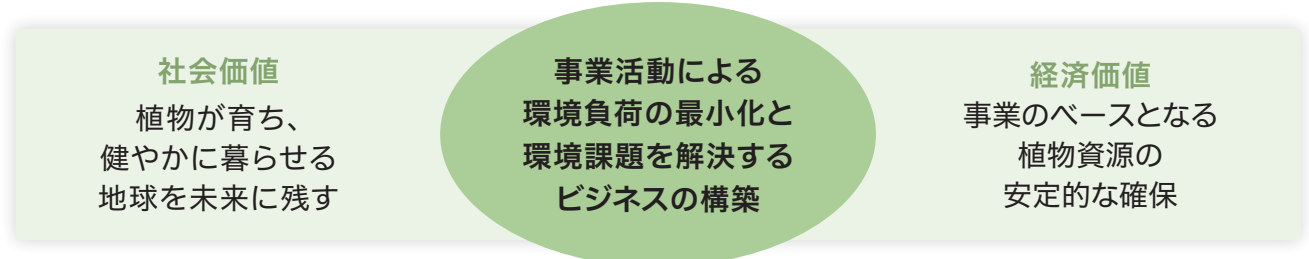 社会価値
植物が育ち、
健やかに暮らせる
地球を未来に残す
事業活動による
環境負荷の最小化と
環境課題を解決する
ビジネスの構築
経済価値
事業のベースとなる
植物資源の
安定的な確保